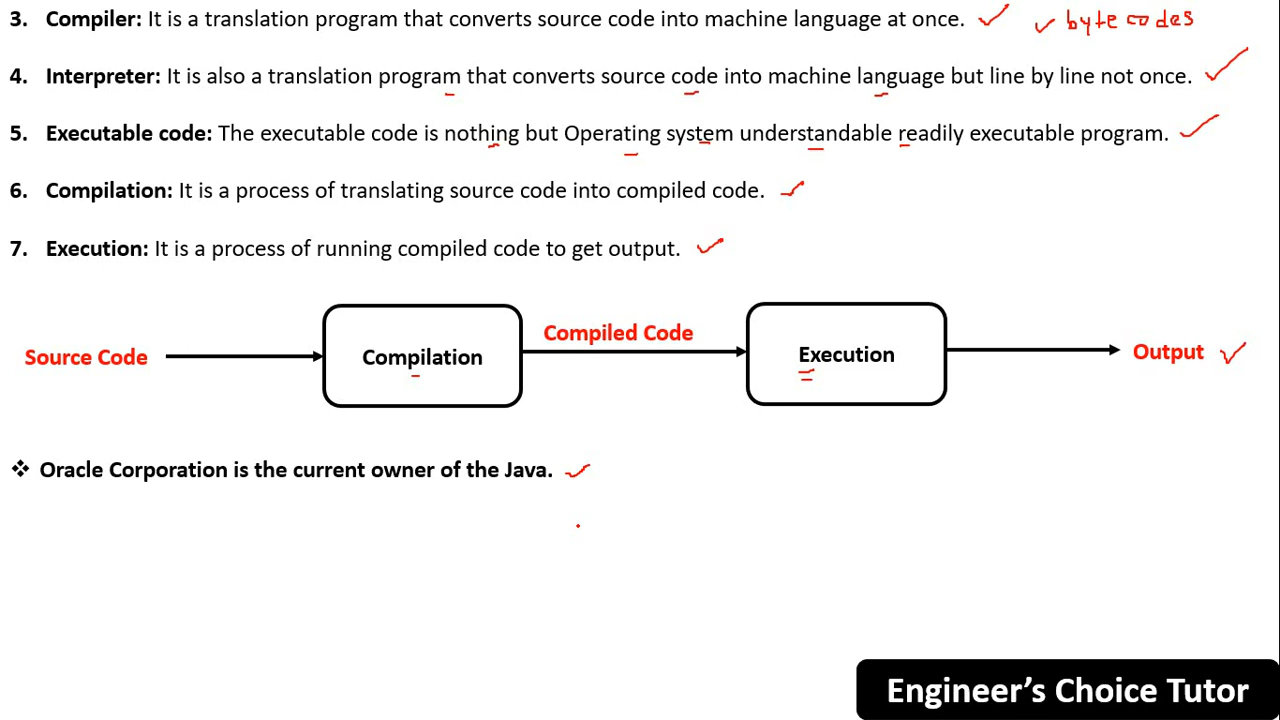 3. Compiler: It is a translation program that converts source code into machine language at once. ✓ ✓ byte codes
4. Interpreter: It is also a translation program that converts source code into machine language but line by line not once. ✓
5. Executable code: The executable code is nothing but Operating system understandable readily executable program. ✓
6. Compilation: It is a process of translating source code into compiled code. ✓
7. Execution: It is a process of running compiled code to get output. ✓
Source Code
Compilation
Compiled Code
Execution
Output ✓
❖ Oracle Corporation is the current owner of the Java. ✓
Engineer’s Choice Tutor